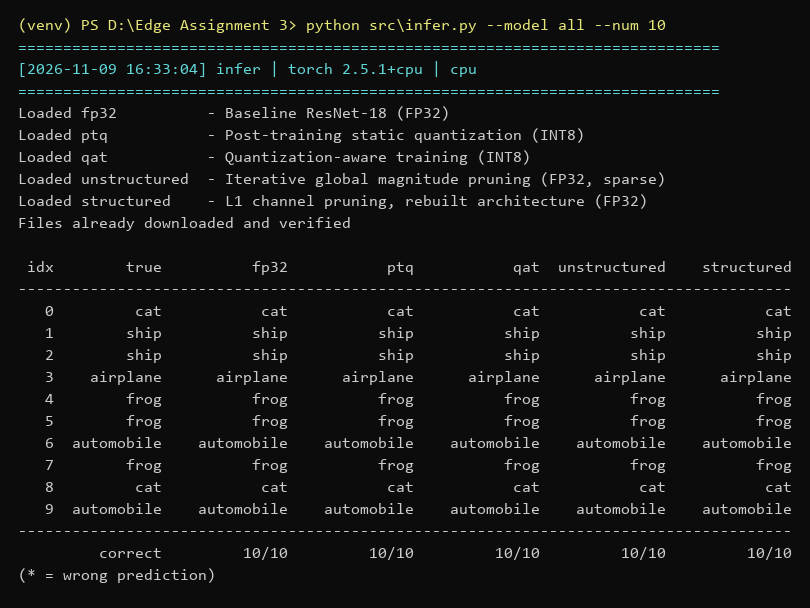 (venv) PS D:\Edge Assignment 3> python src\infer.py --model all --num 10
==============================================================================
[2026-11-09 16:33:04] infer | torch 2.5.1+cpu | cpu
==============================================================================
Loaded fp32          - Baseline ResNet-18 (FP32)
Loaded ptq           - Post-training static quantization (INT8)
Loaded qat           - Quantization-aware training (INT8)
Loaded unstructured  - Iterative global magnitude pruning (FP32, sparse)
Loaded structured    - L1 channel pruning, rebuilt architecture (FP32)
Files already downloaded and verified
 idx        true          fp32           ptq           qat  unstructured    structured
--------------------------------------------------------------------------------------
   0         cat           cat           cat           cat           cat           cat
   1        ship          ship          ship          ship          ship          ship
   2        ship          ship          ship          ship          ship          ship
   3    airplane      airplane      airplane      airplane      airplane      airplane
   4        frog          frog          frog          frog          frog          frog
   5        frog          frog          frog          frog          frog          frog
   6  automobile    automobile    automobile    automobile    automobile    automobile
   7        frog          frog          frog          frog          frog          frog
   8         cat           cat           cat           cat           cat           cat
   9  automobile    automobile    automobile    automobile    automobile    automobile
--------------------------------------------------------------------------------------
         correct         10/10         10/10         10/10         10/10         10/10
(* = wrong prediction)